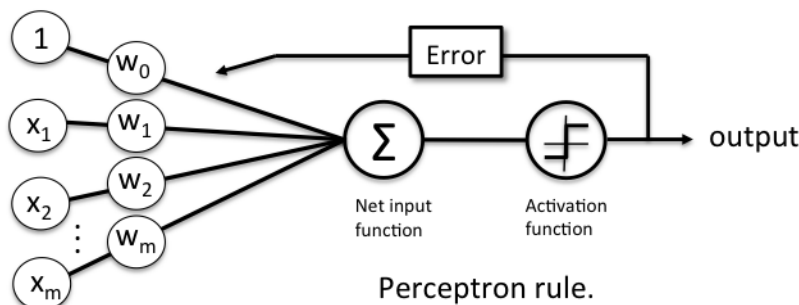 1
w₀
Error
x₁
w₁
Σ
output
x₂
w₂
Net input
function
Activation
function
⋮
wₘ
xₘ
Perceptron rule.